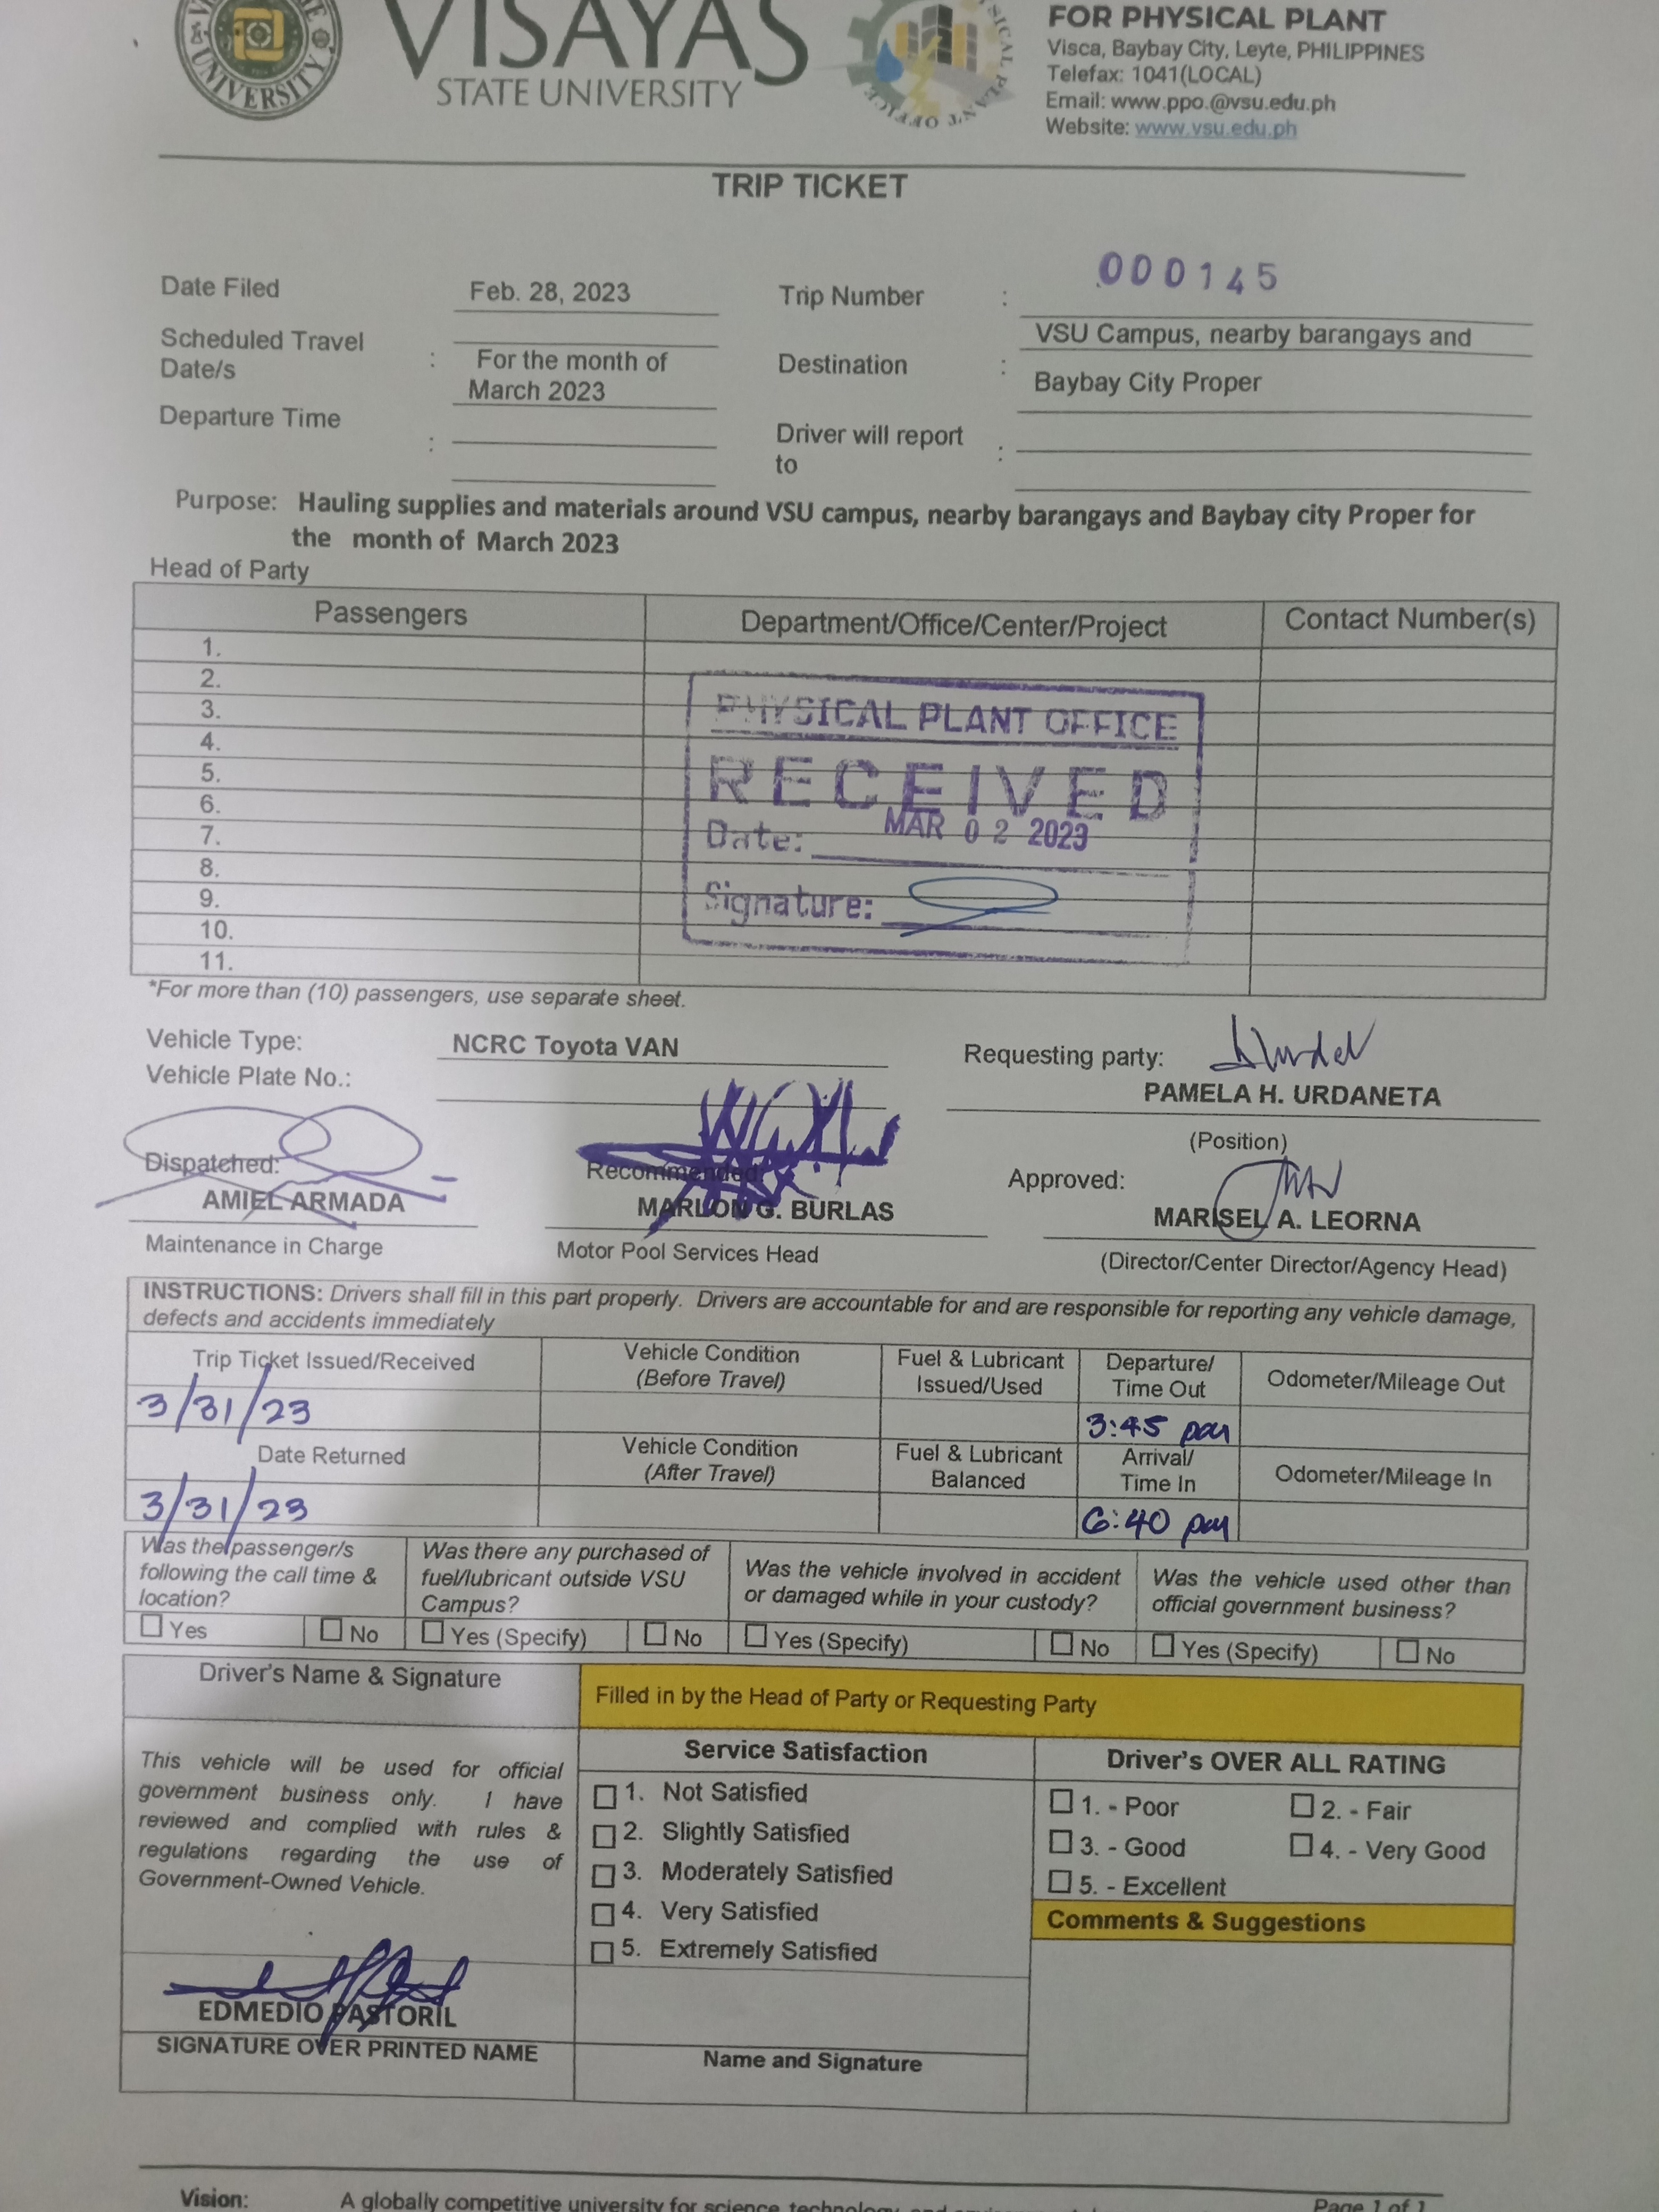 VISAYAS
STATE UNIVERSITY
UNIVERSITY
FOR PHYSICAL PLANT
Visca, Baybay City, Leyte, PHILIPPINES
Telefax: 1041(LOCAL)
Email: www.ppo.@vsu.edu.ph
Website: www.vsu.edu.ph
TRIP TICKET
Date Filed Feb. 28, 2023 Trip Number : 000145
Scheduled Travel Date/s : For the month of March 2023
Destination : VSU Campus, nearby barangays and Baybay City Proper
Departure Time :
Driver will report to :
Purpose: Hauling supplies and materials around VSU campus, nearby barangays and Baybay city Proper for
the month of March 2023
Head of Party
Passengers Department/Office/Center/Project Contact Number(s)
1.
2.
3.
4.
5.
6.
7.
8.
9.
10.
11.
PHYSICAL PLANT OFFICE
RECEIVED
Date: MAR 02 2023
Signature:
*For more than (10) passengers, use separate sheet.
Vehicle Type: NCRC Toyota VAN
Vehicle Plate No.:
Requesting party:
PAMELA H. URDANETA
(Position)
Dispatched:
AMIEL ARMADA
Maintenance in Charge
Recommended:
MARLON G. BURLAS
Motor Pool Services Head
Approved:
MARISEL A. LEORNA
(Director/Center Director/Agency Head)
INSTRUCTIONS: Drivers shall fill in this part properly. Drivers are accountable for and are responsible for reporting any vehicle damage,
defects and accidents immediately
Trip Ticket Issued/Received
3/31/23
Vehicle Condition
(Before Travel)
Fuel & Lubricant
Issued/Used
Departure/
Time Out
3:45 pm
Odometer/Mileage Out
Date Returned
3/31/23
Vehicle Condition
(After Travel)
Fuel & Lubricant
Balanced
Arrival/
Time In
6:40 pm
Odometer/Mileage In
Was the passenger/s
following the call time &
location?
Yes No
Was there any purchased of
fuel/lubricant outside VSU
Campus?
Yes (Specify) No
Was the vehicle involved in accident
or damaged while in your custody?
Yes (Specify) No
Was the vehicle used other than
official government business?
Yes (Specify) No
Driver's Name & Signature
This vehicle will be used for official
government business only. I have
reviewed and complied with rules &
regulations regarding the use of
Government-Owned Vehicle.
EDMEDIO PASTORIL
SIGNATURE OVER PRINTED NAME
Filled in by the Head of Party or Requesting Party
Service Satisfaction
1. Not Satisfied
2. Slightly Satisfied
3. Moderately Satisfied
4. Very Satisfied
5. Extremely Satisfied
Name and Signature
Driver's OVER ALL RATING
1. - Poor 2. - Fair
3. - Good 4. - Very Good
5. - Excellent
Comments & Suggestions
Vision: A globally competitive university for science, technology, and
Page 1 of 1